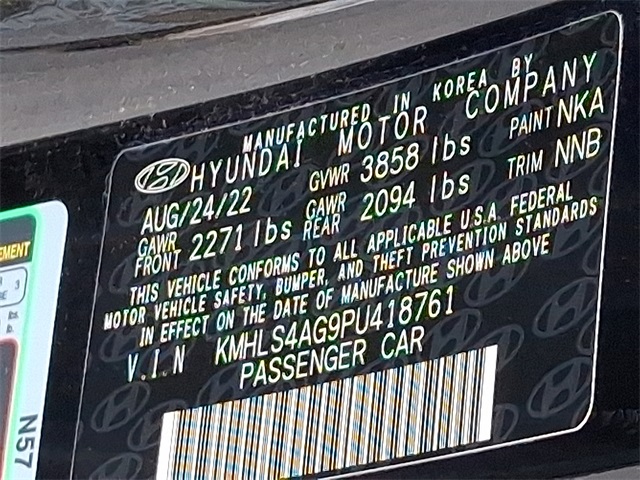 MANUFACTURED IN KOREA BY
HYUNDAI MOTOR COMPANY
AUG/24/22 GVWR 3858 lbs PAINT NKA
GAWR FRONT 2271 lbs GAWR REAR 2094 lbs TRIM NNB
THIS VEHICLE CONFORMS TO ALL APPLICABLE U.S.A. FEDERAL
MOTOR VEHICLE SAFETY, BUMPER, AND THEFT PREVENTION STANDARDS
IN EFFECT ON THE DATE OF MANUFACTURE SHOWN ABOVE
V.I.N KMHLS4AG9PU418761
PASSENGER CAR
EMENT
3
N57